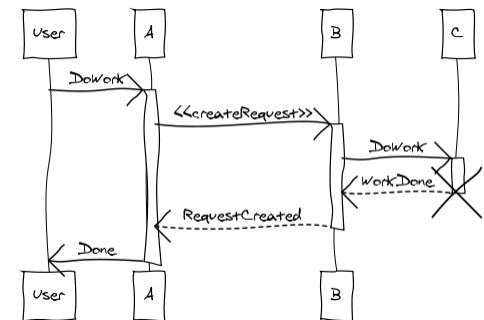 User
A
B
C
DoWork
<<createRequest>>
DoWork
WorkDone
RequestCreated
Done
User
A
B